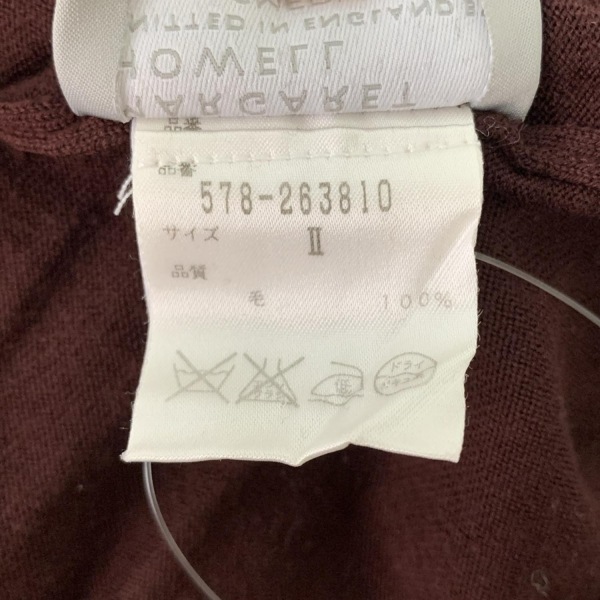 MARGARET
HOWELL
KNITTED IN ENGLAND
品番
578-263810
サイズ II
品質
毛 100%
低
ドライ